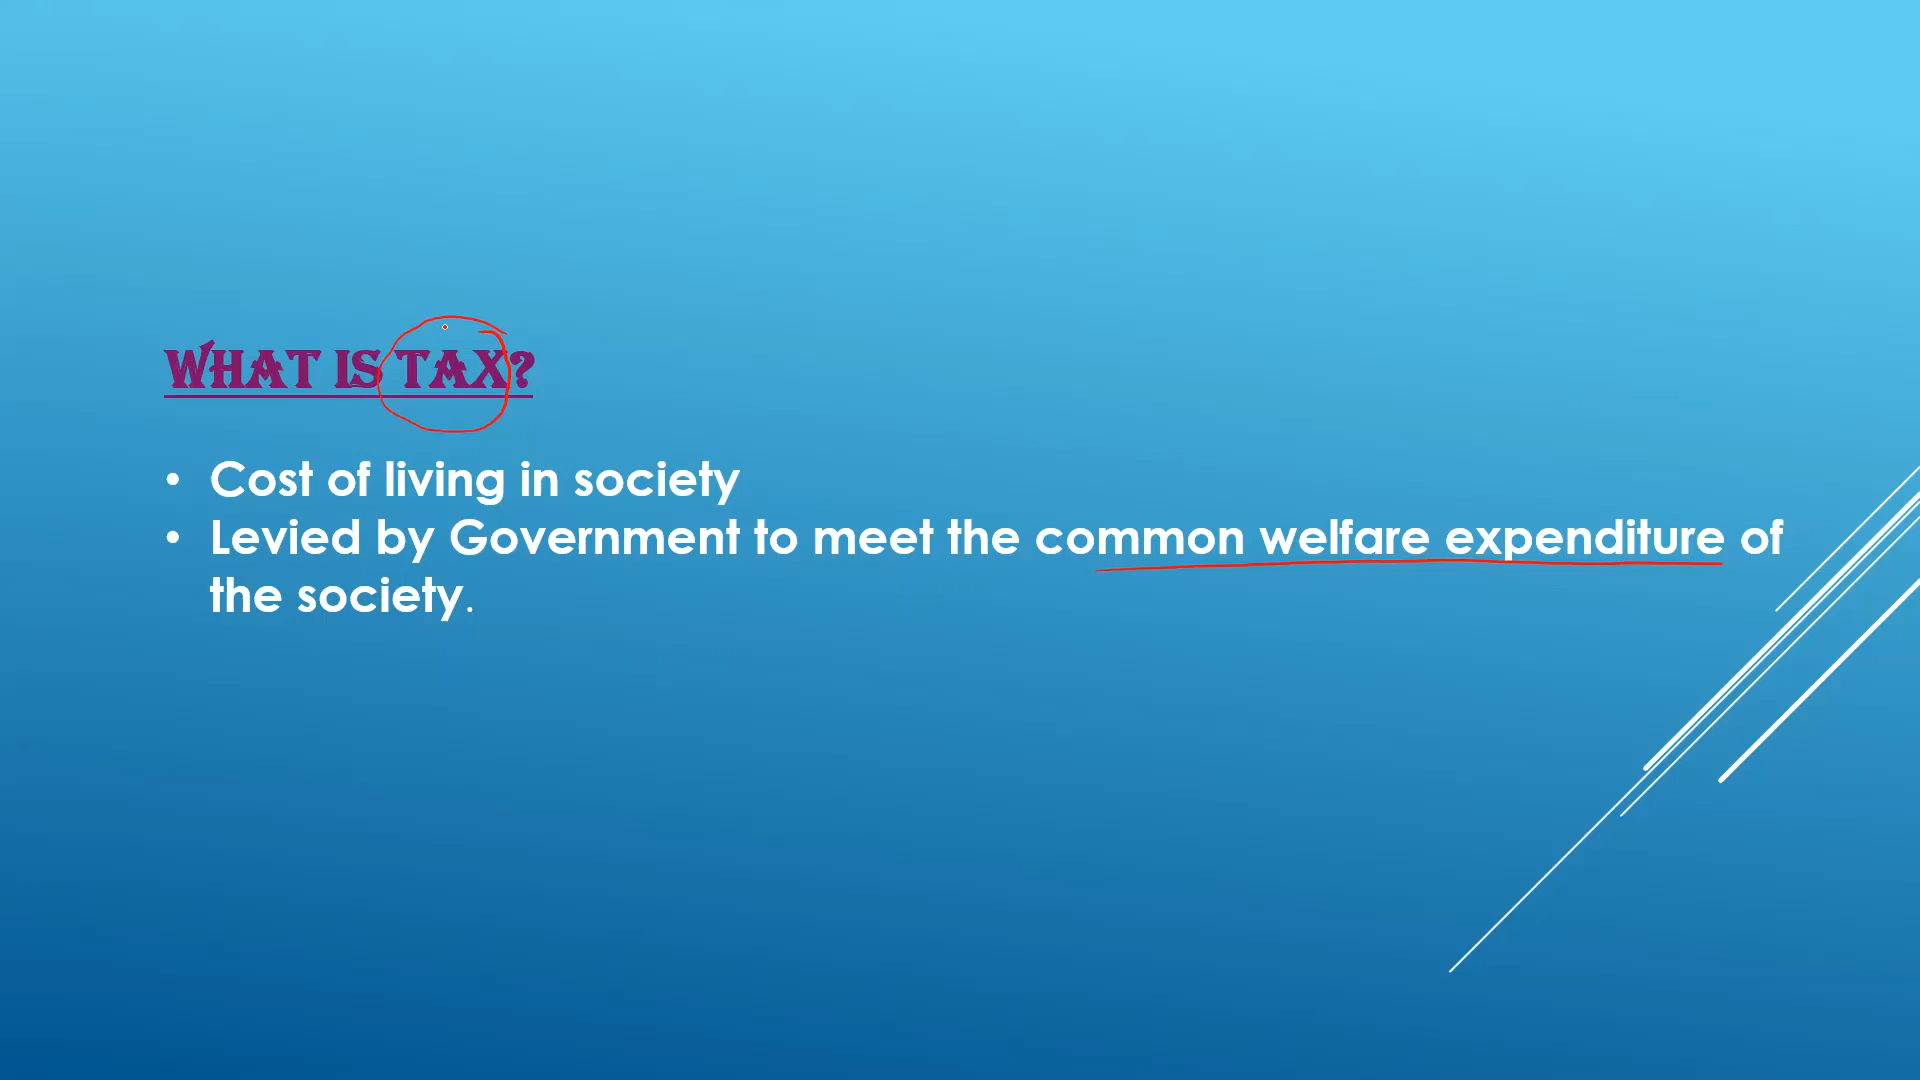 WHAT IS TAX?
• Cost of living in society
• Levied by Government to meet the common welfare expenditure of
the society.